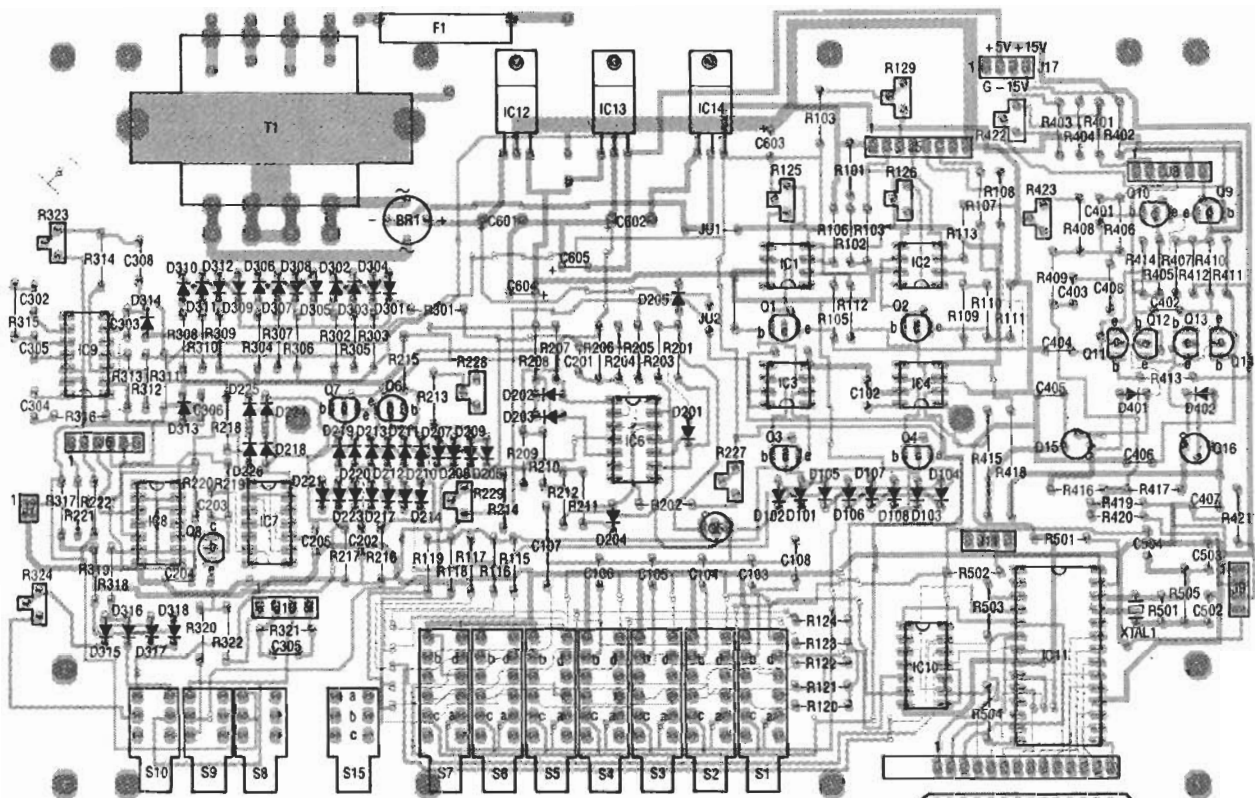 F1
+5V +15V
1 J17
G -15V
R129
IC12 IC13 IC14
T1
R103
C603
R422
R403 R401
R404 R402
R125 R101 R126
R108
R107
R423
J8
Q10 Q9
C401
R408 R406
~
- BR1 +
C601 C602 JU1
R106 R103
R102
R113
R323
R314
C308
C605
IC1 IC2
R414 R407 R410
R405 R412 R411
D310 D312 D306 D308 D302 D304
D311 D309 D307 D305 D303 D301
C604
D205
R409
C403
C408
C302
D314
R301
JU2
Q1 Q2
R112
R105
R110
R109 R111
C402
Q12 Q13
R315
C303
R308 R309
R307 R302 R303
C305
IC9
R310 R304 R306 R305
R215
R207 R206 R205 R201
R208 C201 R204 R203
b e b e
C404
Q11
R313 R311
R312
R228
IC3 IC4
R413
C304
R316
D313
C306
R218
D225
D224
Q7 Q6
R213
D202
D203
IC6
D201
C102
C405
D401 D402
D219 D213 D211 D207 D209
D218
D226
Q3 Q4
Q15 Q16
R227
R415
R418
C406
D220 D212 D210 D208
R209
R210
D105 D107 D104
R317 R222
R221
R220 R219
C203
D221
R229
R214
R212
R211
R202
D102 D101 D106 D108 D103
R416 R417
R419
R420
C407
R421
1
IC8 IC7
Q8
D223 D217 D214
C205 C202
D204
R217 R216
R119 R117 R115
R118 R116
C107
C108
R501
C504 C503
R319
R318
C204
C106 C105 C104 C103
R502
R503
R505
R501 C502
XTAL1
J9
R324
D316 D318
D315 D317
R320
R322
R321
C305
R124
R123
R122
R121
R120
IC10 IC11
R504
a
b
c
S10 S9 S8 S15 S7 S6 S5 S4 S3 S2 S1